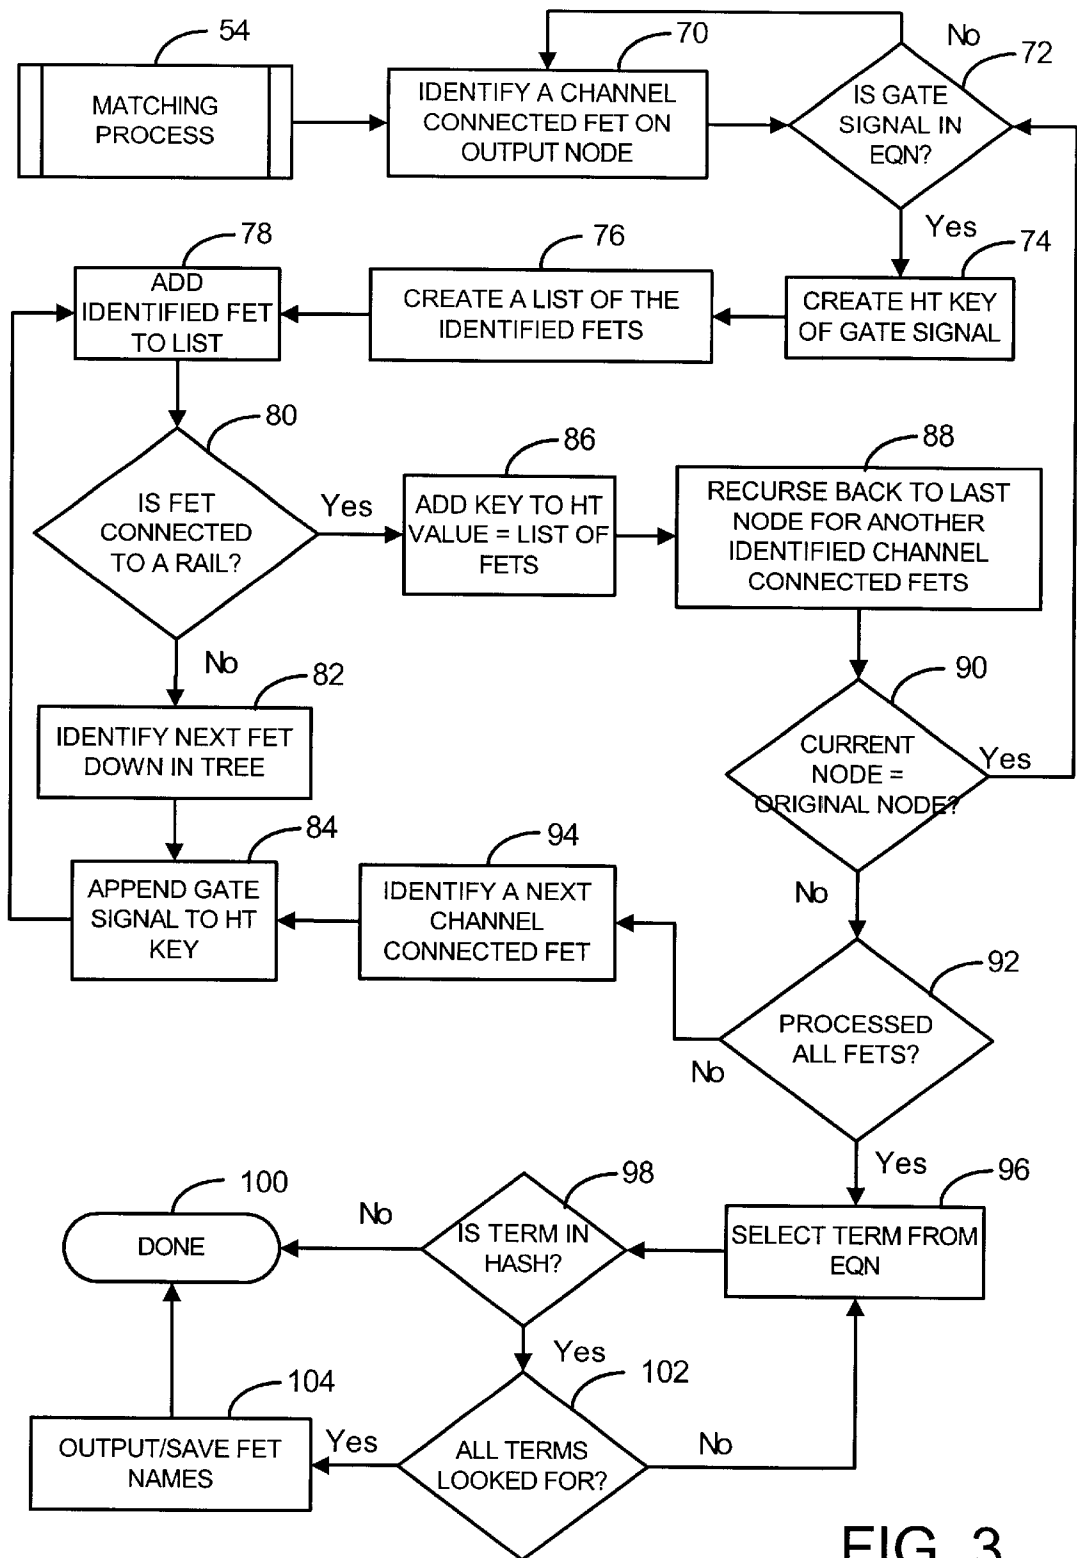 54
MATCHING
PROCESS
70
IDENTIFY A CHANNEL
CONNECTED FET ON
OUTPUT NODE
No
72
IS GATE
SIGNAL IN
EQN?
Yes
78
ADD
IDENTIFIED FET
TO LIST
76
CREATE A LIST OF THE
IDENTIFIED FETS
74
CREATE HT KEY
OF GATE SIGNAL
80
IS FET
CONNECTED
TO A RAIL?
Yes
86
ADD KEY TO HT
VALUE = LIST OF
FETS
88
RECURSE BACK TO LAST
NODE FOR ANOTHER
IDENTIFIED CHANNEL
CONNECTED FETS
No
82
IDENTIFY NEXT FET
DOWN IN TREE
90
CURRENT
NODE =
ORIGINAL NODE?
Yes
No
84
APPEND GATE
SIGNAL TO HT
KEY
94
IDENTIFY A NEXT
CHANNEL
CONNECTED FET
92
PROCESSED
ALL FETS?
No
Yes
100
DONE
No
98
IS TERM IN
HASH?
96
SELECT TERM FROM
EQN
Yes
104
OUTPUT/SAVE FET
NAMES
Yes
102
ALL TERMS
LOOKED FOR?
No
FIG. 3